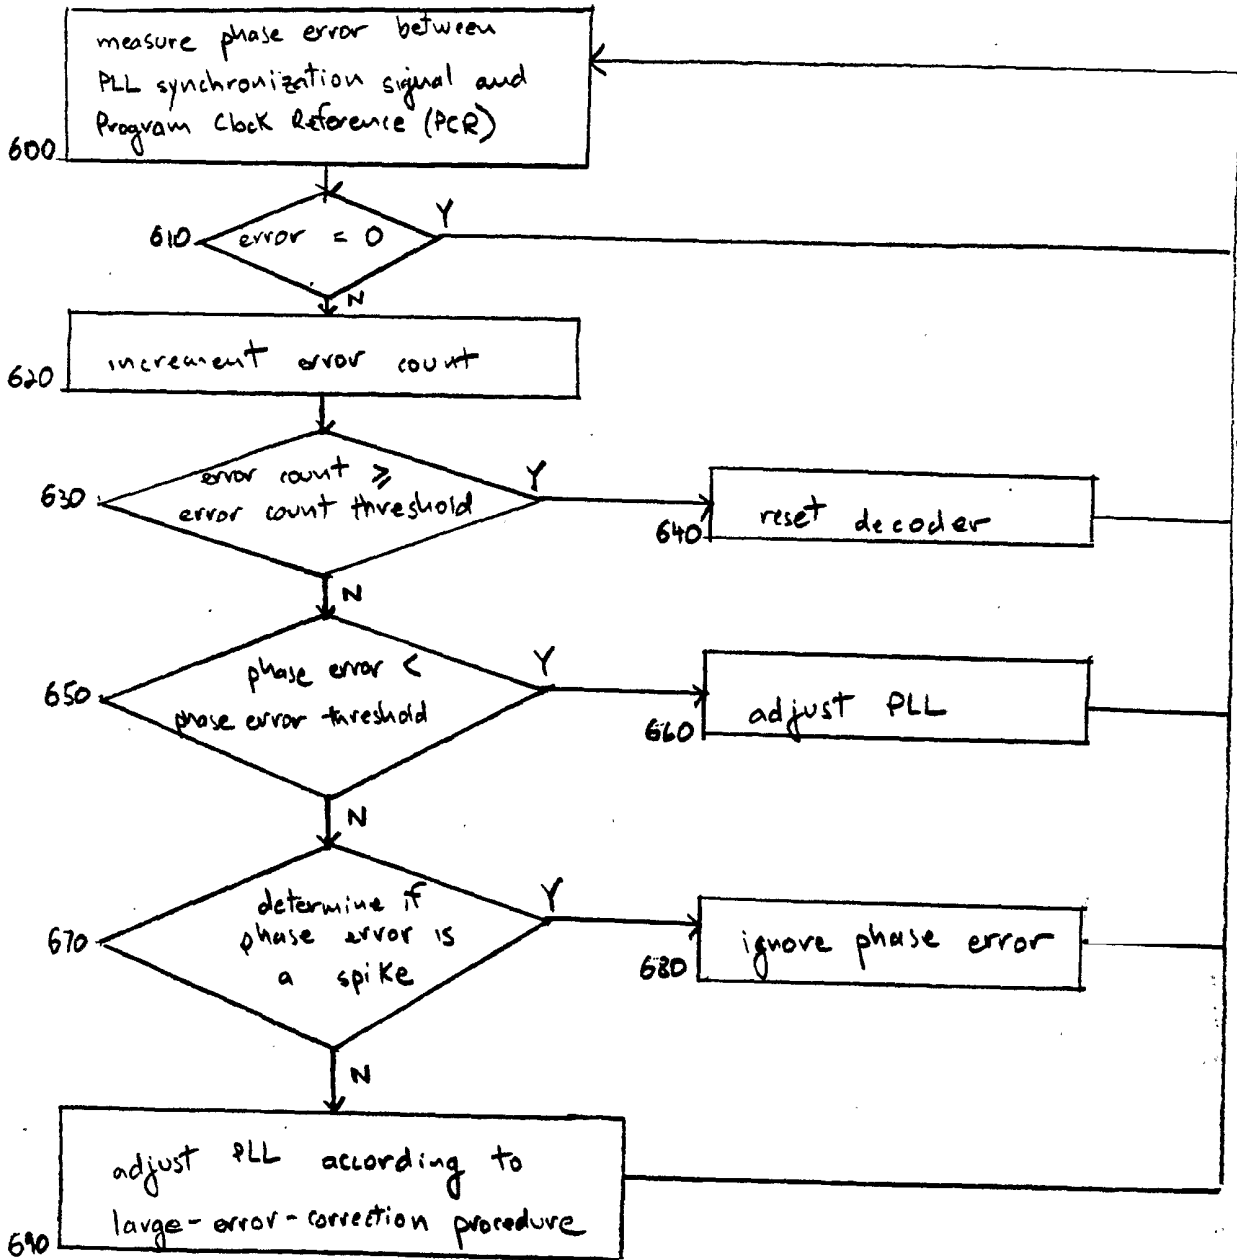 measure phase error between
PLL synchronization signal and
Program Clock Reference (PCR)
600
610
error = 0
Y
N
increment error count
620
error count ≥
error count threshold
630
Y
reset decoder
640
N
phase error <
phase error threshold
650
Y
adjust PLL
660
N
determine if
phase error is
a spike
670
Y
ignore phase error
680
N
adjust PLL according to
large-error-correction procedure
690